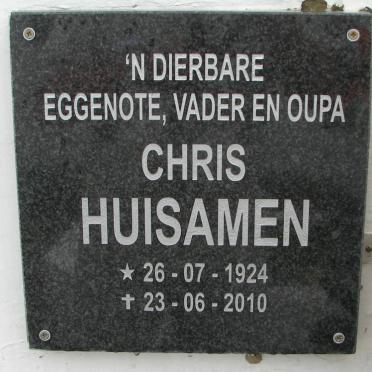 'N DIERBARE
EGGENOTE, VADER EN OUPA
CHRIS
HUISAMEN
★ 26 - 07 - 1924
✝ 23 - 06 - 2010